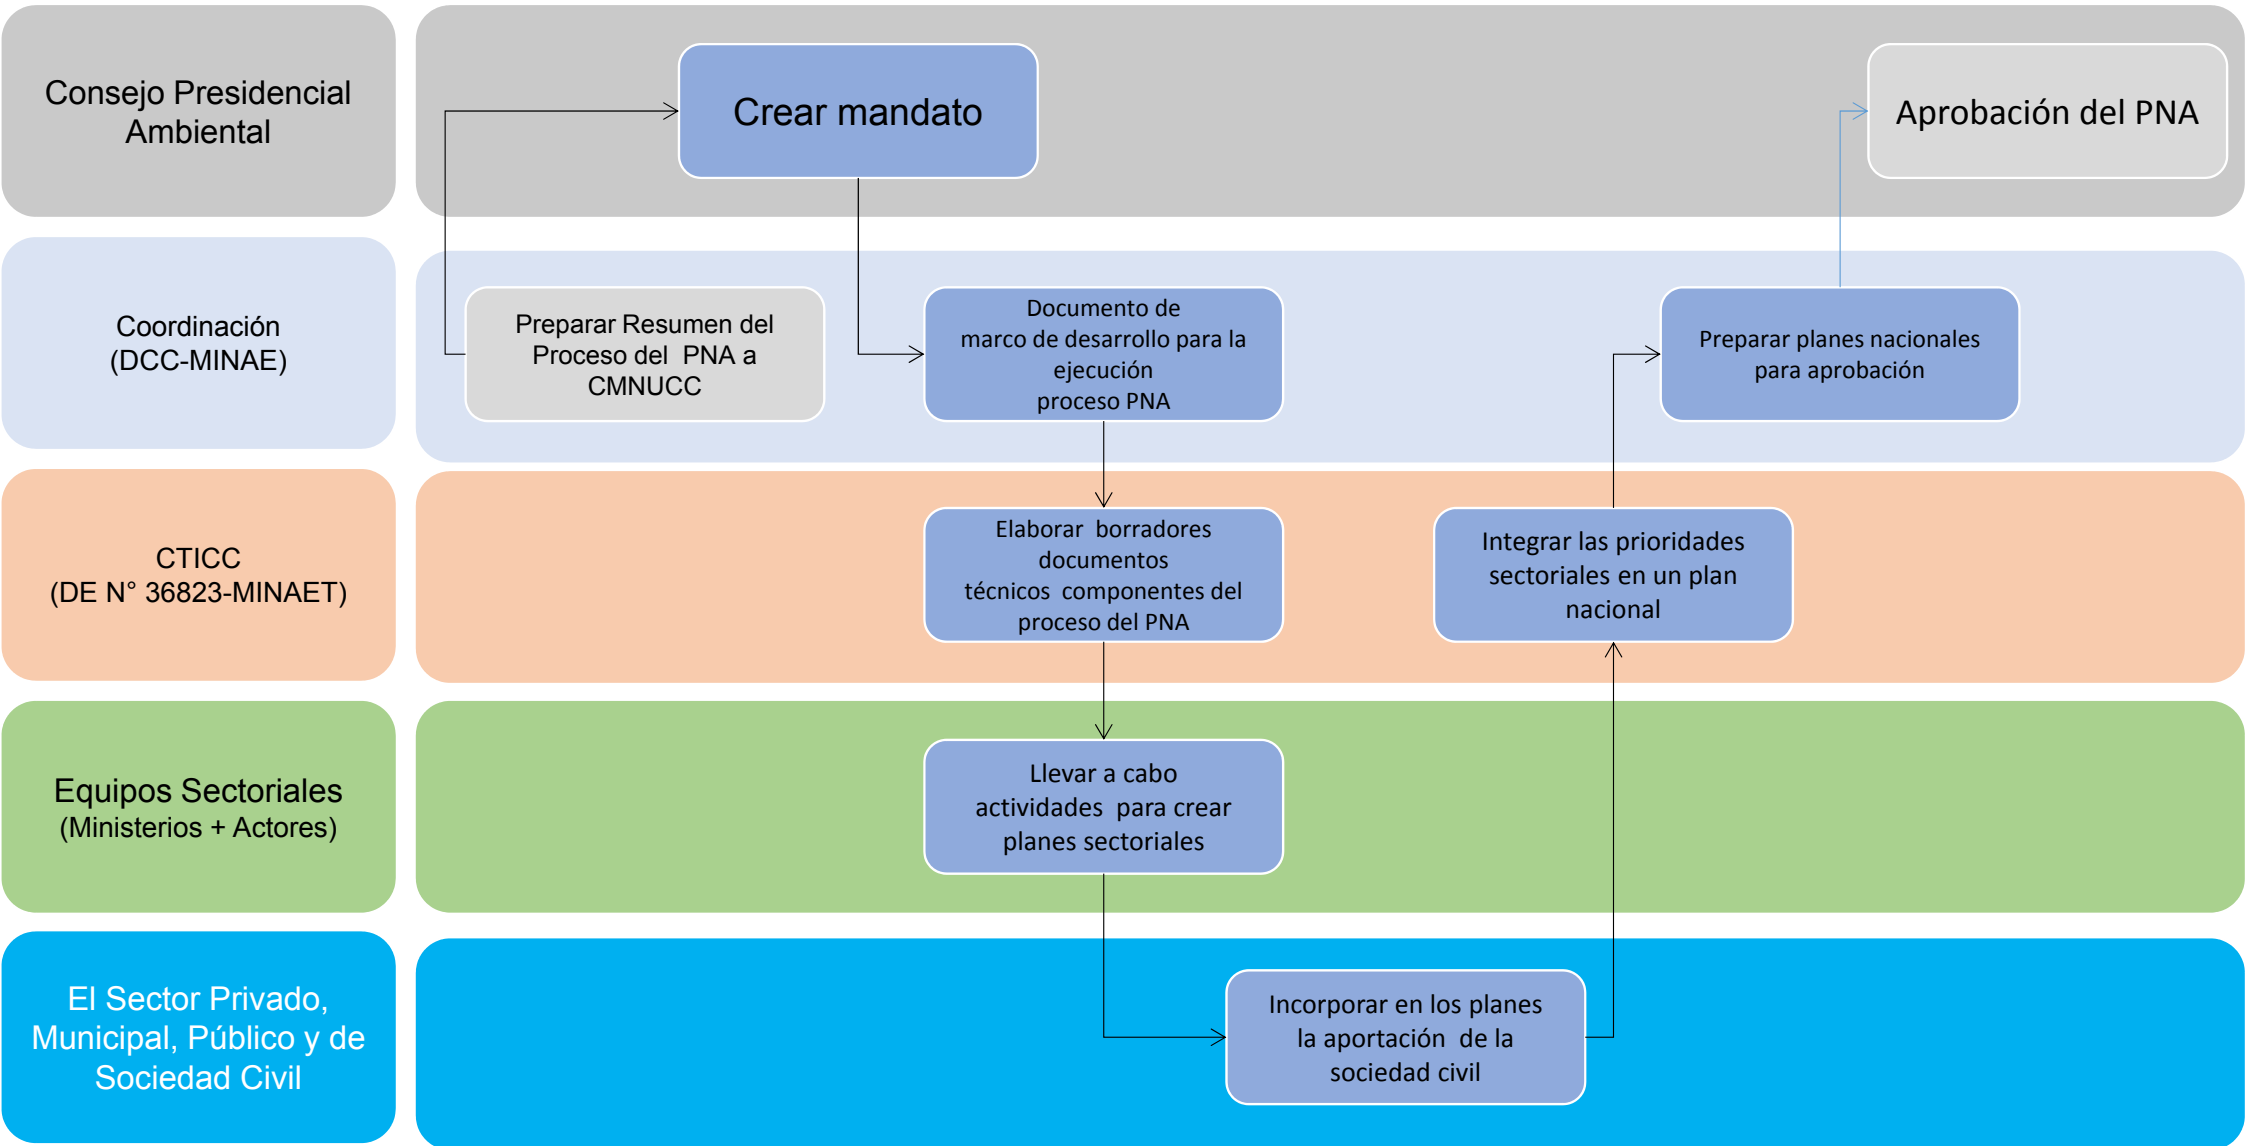 Consejo Presidencial
Ambiental
Crear mandato
Aprobación del PNA
Coordinación
(DCC-MINAE)
Preparar Resumen del
Proceso del PNA a
CMNUCC
Documento de
marco de desarrollo para la
ejecución
proceso PNA
Preparar planes nacionales
para aprobación
CTICC
(DE N° 36823-MINAET)
Elaborar borradores
documentos
técnicos componentes del
proceso del PNA
Integrar las prioridades
sectoriales en un plan
nacional
Equipos Sectoriales
(Ministerios + Actores)
Llevar a cabo
actividades para crear
planes sectoriales
El Sector Privado,
Municipal, Público y de
Sociedad Civil
Incorporar en los planes
la aportación de la
sociedad civil